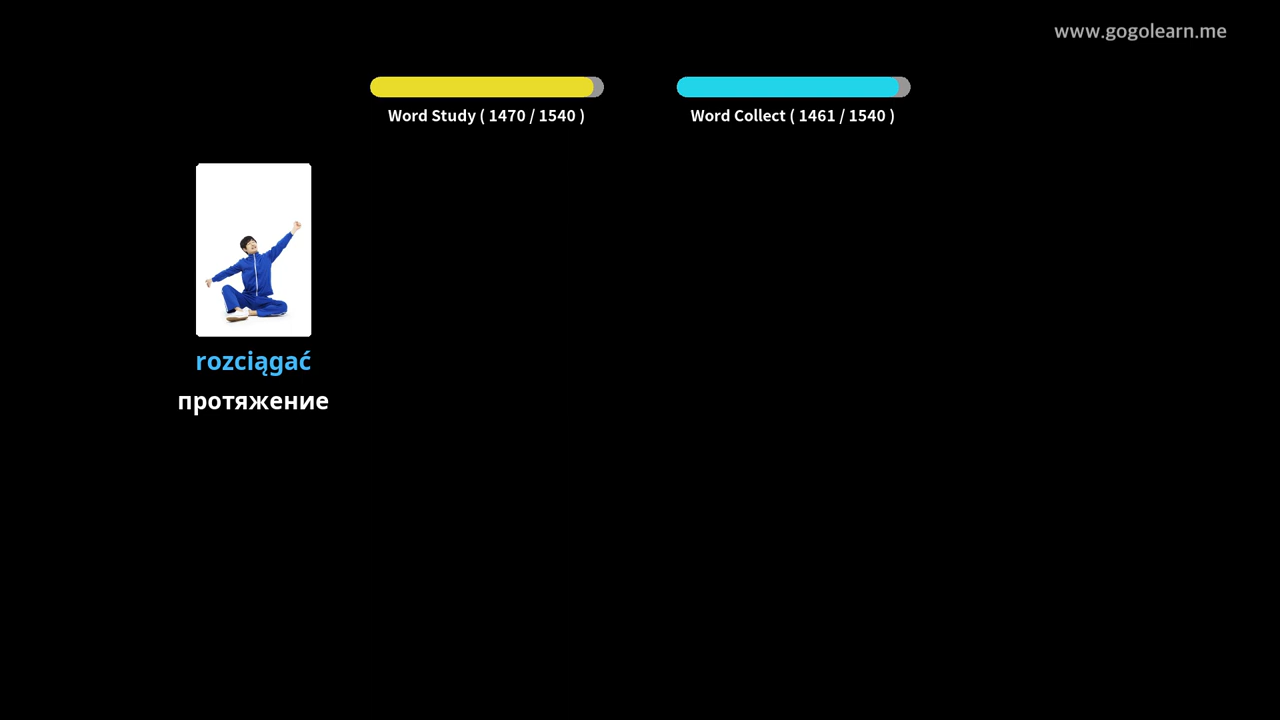 www.gogolearn.me
Word Study ( 1470 / 1540 )
Word Collect ( 1461 / 1540 )
rozciągać
протяжение